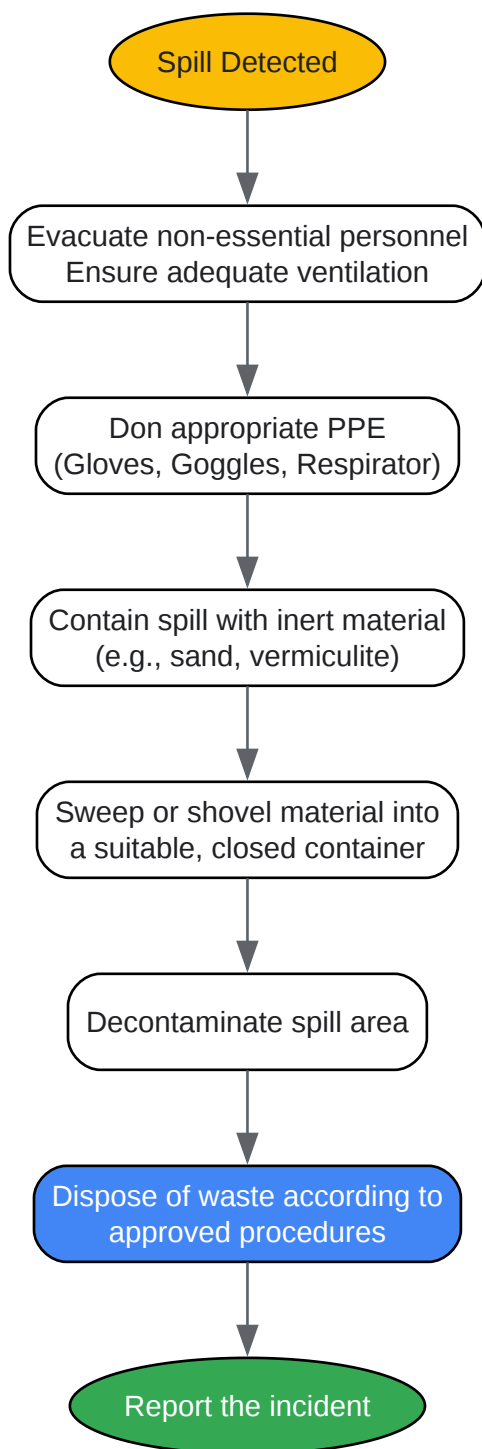 Spill Detected
Evacuate non-essential personnel
Ensure adequate ventilation
Don appropriate PPE
(Gloves, Goggles, Respirator)
Contain spill with inert material
(e.g., sand, vermiculite)
Sweep or shovel material into
a suitable, closed container
Decontaminate spill area
Dispose of waste according to
approved procedures
Report the incident